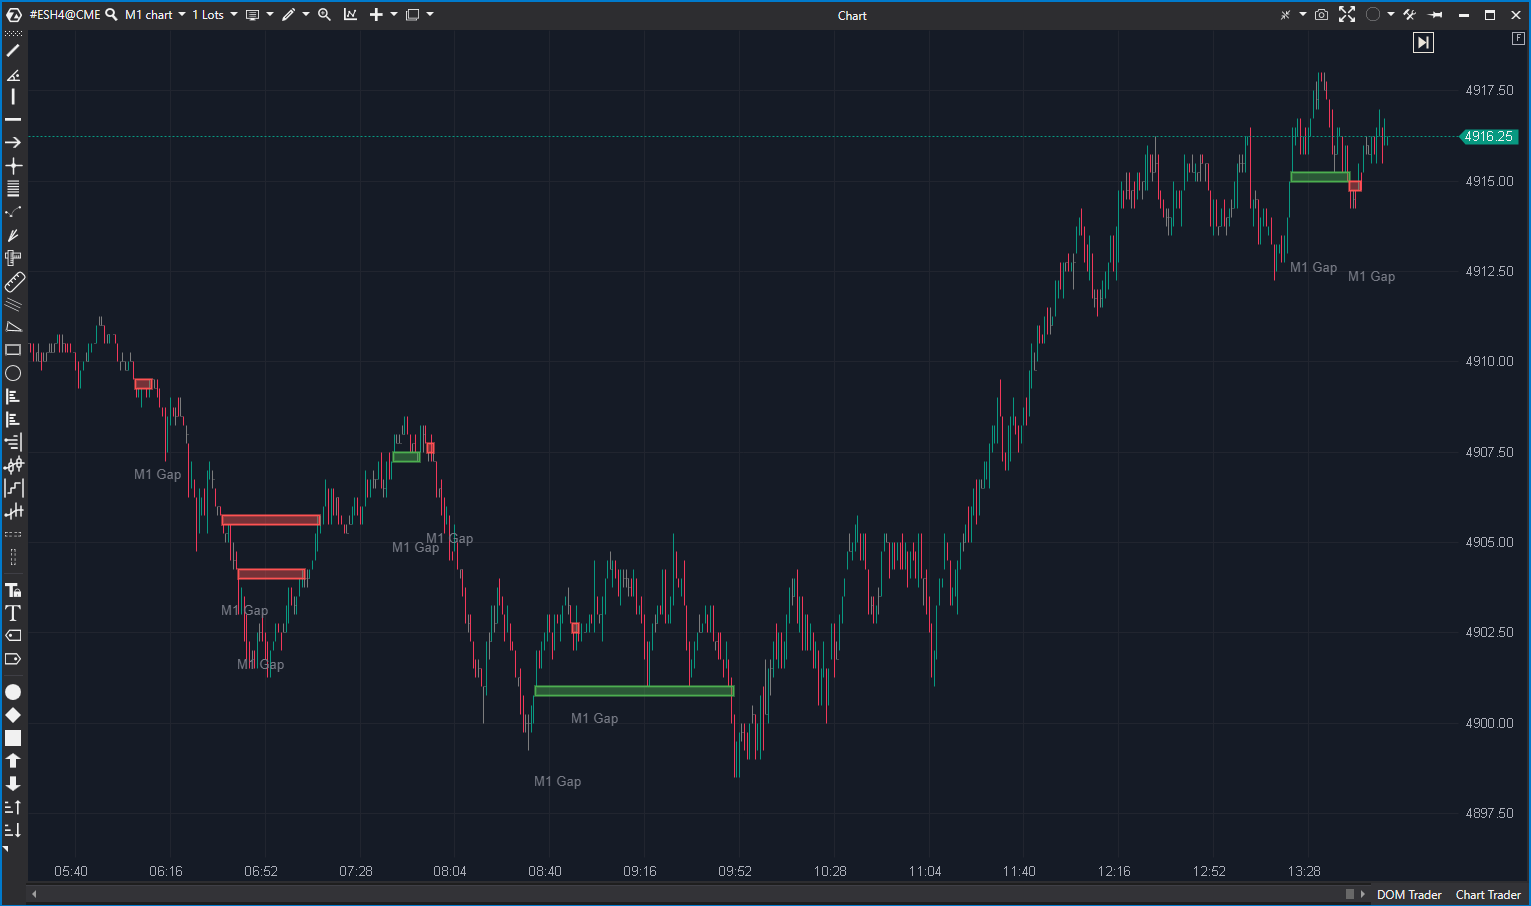 #ESH4@CME M1 chart 1 Lots Chart
F
4917.50
4916.25
4915.00
M1 Gap
4912.50
M1 Gap
4910.00
4907.50
M1 Gap
M1 Gap
4905.00
M1 Gap
M1 Gap
4902.50
M1 Gap
M1 Gap
4900.00
M1 Gap
4897.50
05:40 06:16 06:52 07:28 08:04 08:40 09:16 09:52 10:28 11:04 11:40 12:16 12:52 13:28
DOM Trader Chart Trader